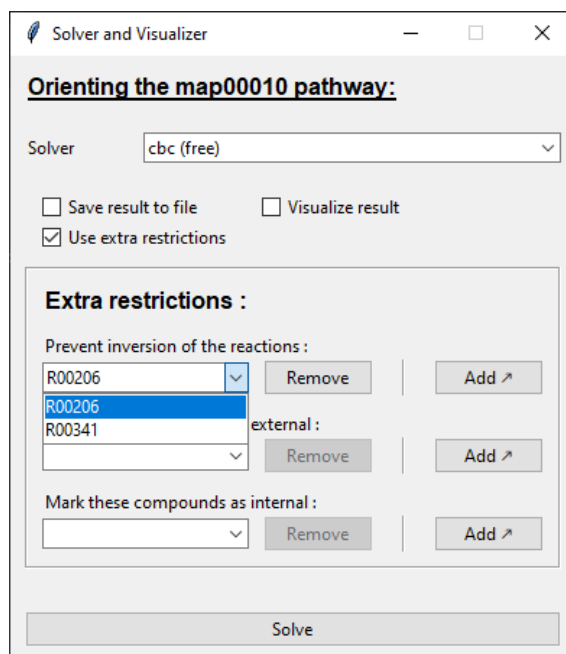 Solver and Visualizer
Orienting the map00010 pathway:
Solver cbc (free)
Save result to file Visualize result
Use extra restrictions
Extra restrictions :
Prevent inversion of the reactions :
R00206 Remove Add ↗
R00206
R00341 external :
Remove Add ↗
Mark these compounds as internal :
Remove Add ↗
Solve